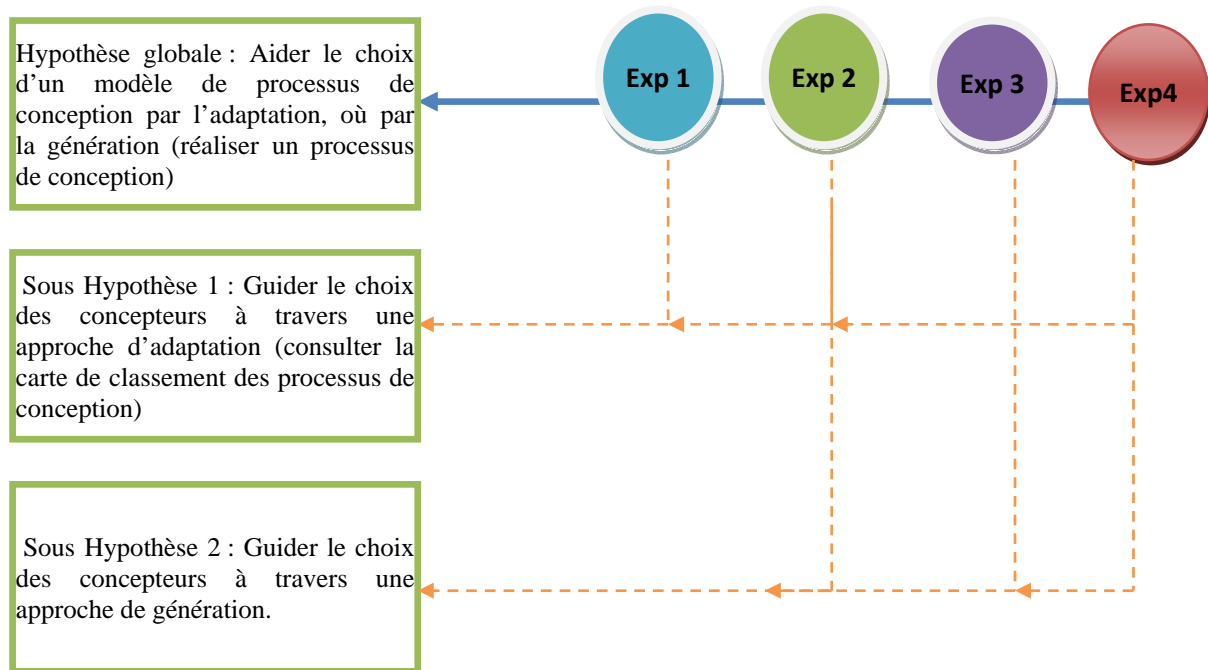 Hypothèse globale : Aider le choix
d'un modèle de processus de
conception par l'adaptation, où par
la génération (réaliser un processus
de conception)
Exp 1
Exp 2
Exp 3
Exp4
Sous Hypothèse 1 : Guider le choix
des concepteurs à travers une
approche d'adaptation (consulter la
carte de classement des processus de
conception)
Sous Hypothèse 2 : Guider le choix
des concepteurs à travers une
approche de génération.